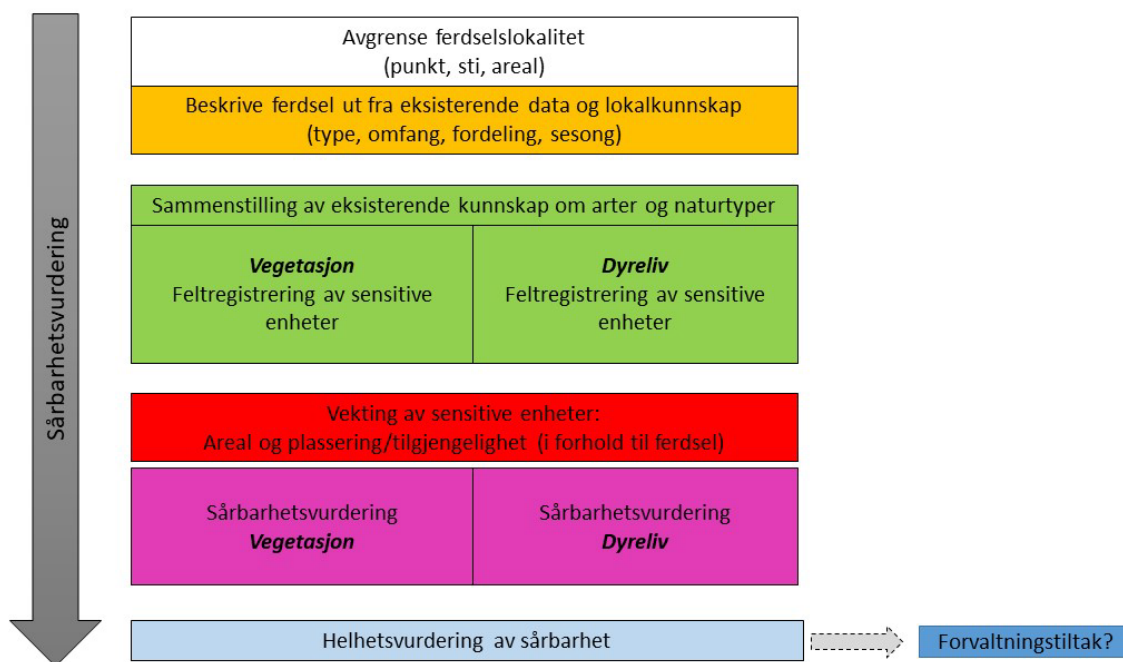 Sårbarhetsvurdering
Avgrense ferdselslokalitet
(punkt, sti, areal)
Beskrive ferdsel ut fra eksisterende data og lokalkunnskap
(type, omfang, fordeling, sesong)
Sammenstilling av eksisterende kunnskap om arter og naturtyper
Vegetasjon
Feltregistrering av sensitive
enheter
Dyreliv
Feltregistrering av sensitive
enheter
Vekting av sensitive enheter:
Areal og plassering/tilgjengelighet (i forhold til ferdsel)
Sårbarhetsvurdering
Vegetasjon
Sårbarhetsvurdering
Dyreliv
Helhetsvurdering av sårbarhet
Forvaltningstiltak?